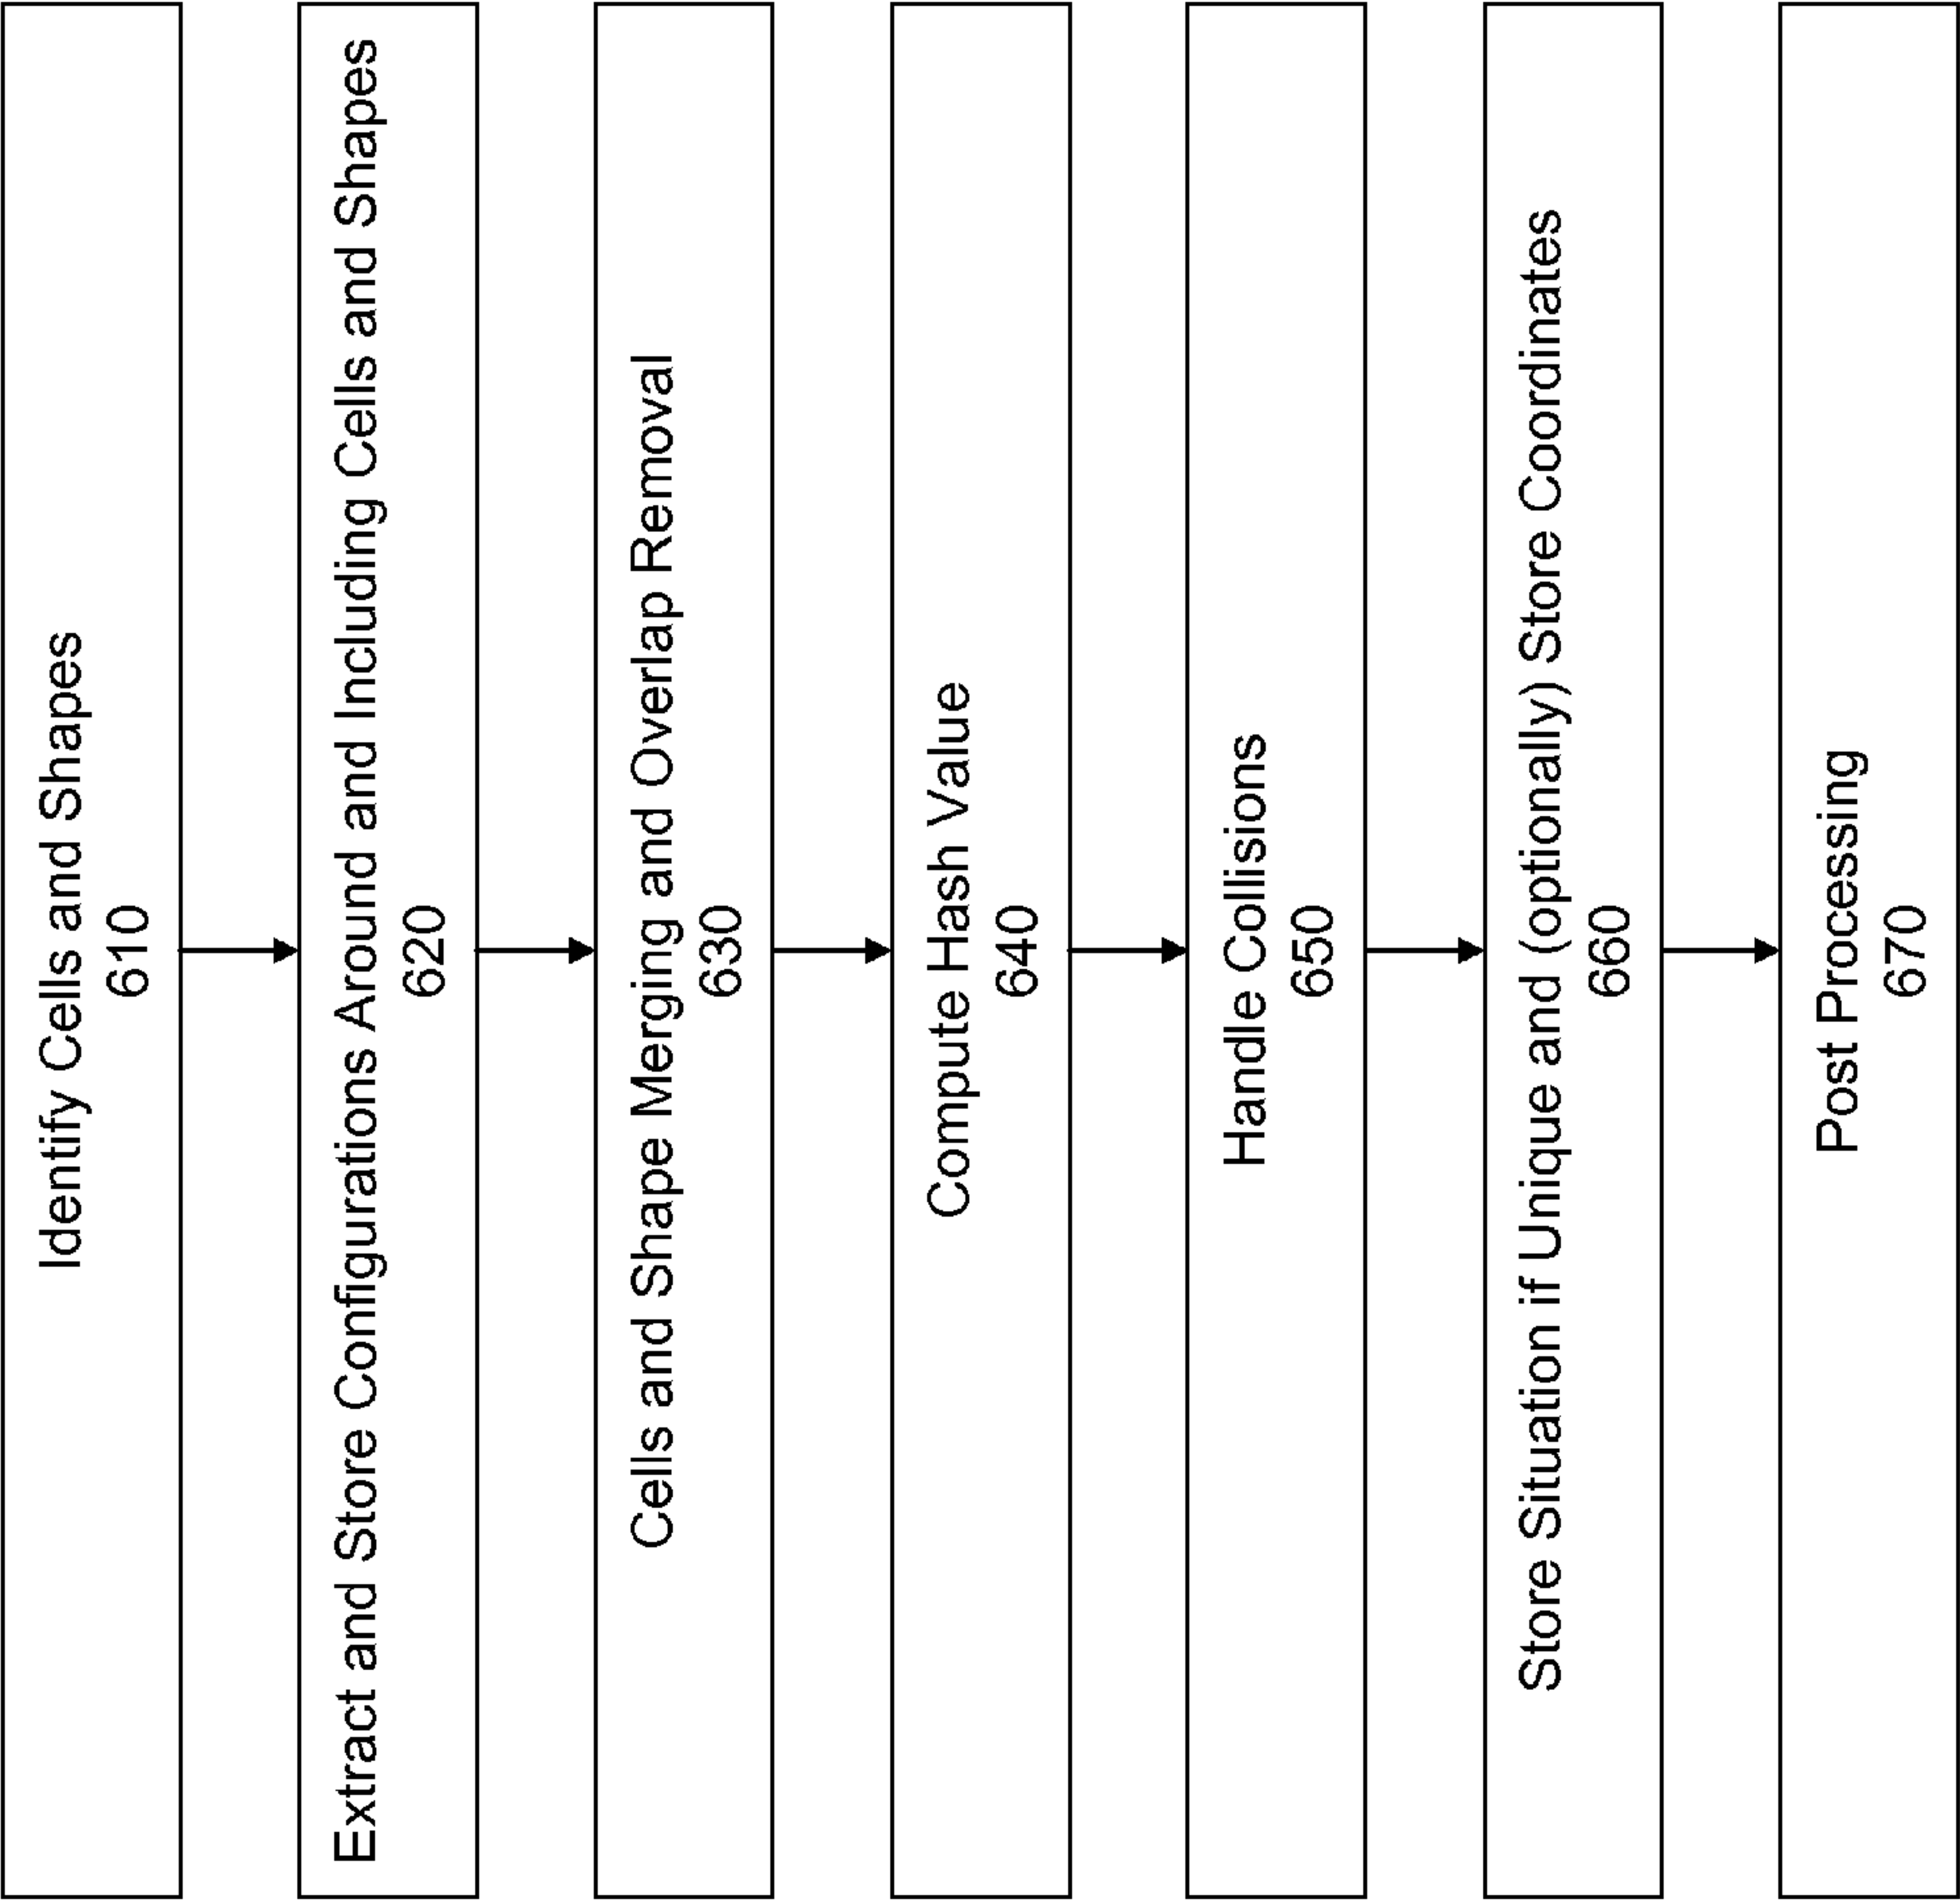 Identify Cells and Shapes
610
Extract and Store Configurations Around and Including Cells and Shapes
620
Cells and Shape Merging and Overlap Removal
630
Compute Hash Value
640
Handle Collisions
650
Store Situation if Unique and (optionally) Store Coordinates
660
Post Processing
670